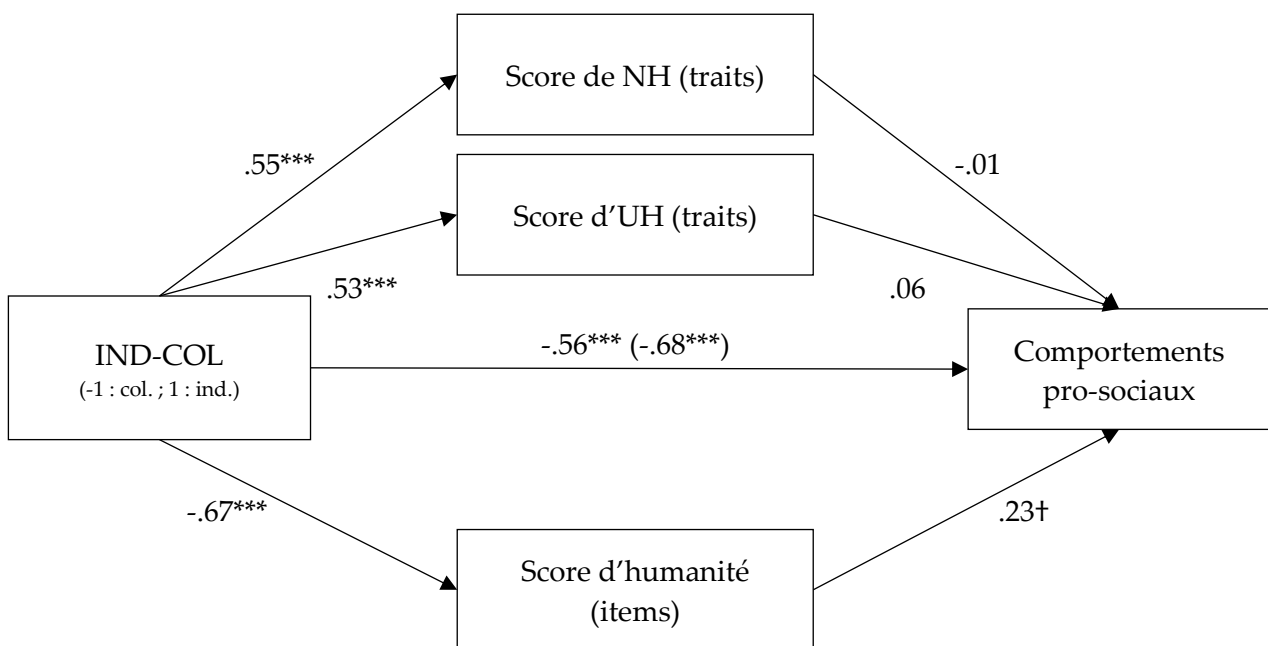 Score de NH (traits)
.55***
-.01
Score d’UH (traits)
.53***
.06
IND-COL
(-1 : col. ; 1 : ind.)
-.56*** (-.68***)
Comportements
pro-sociaux
-.67***
.23†
Score d’humanité
(items)